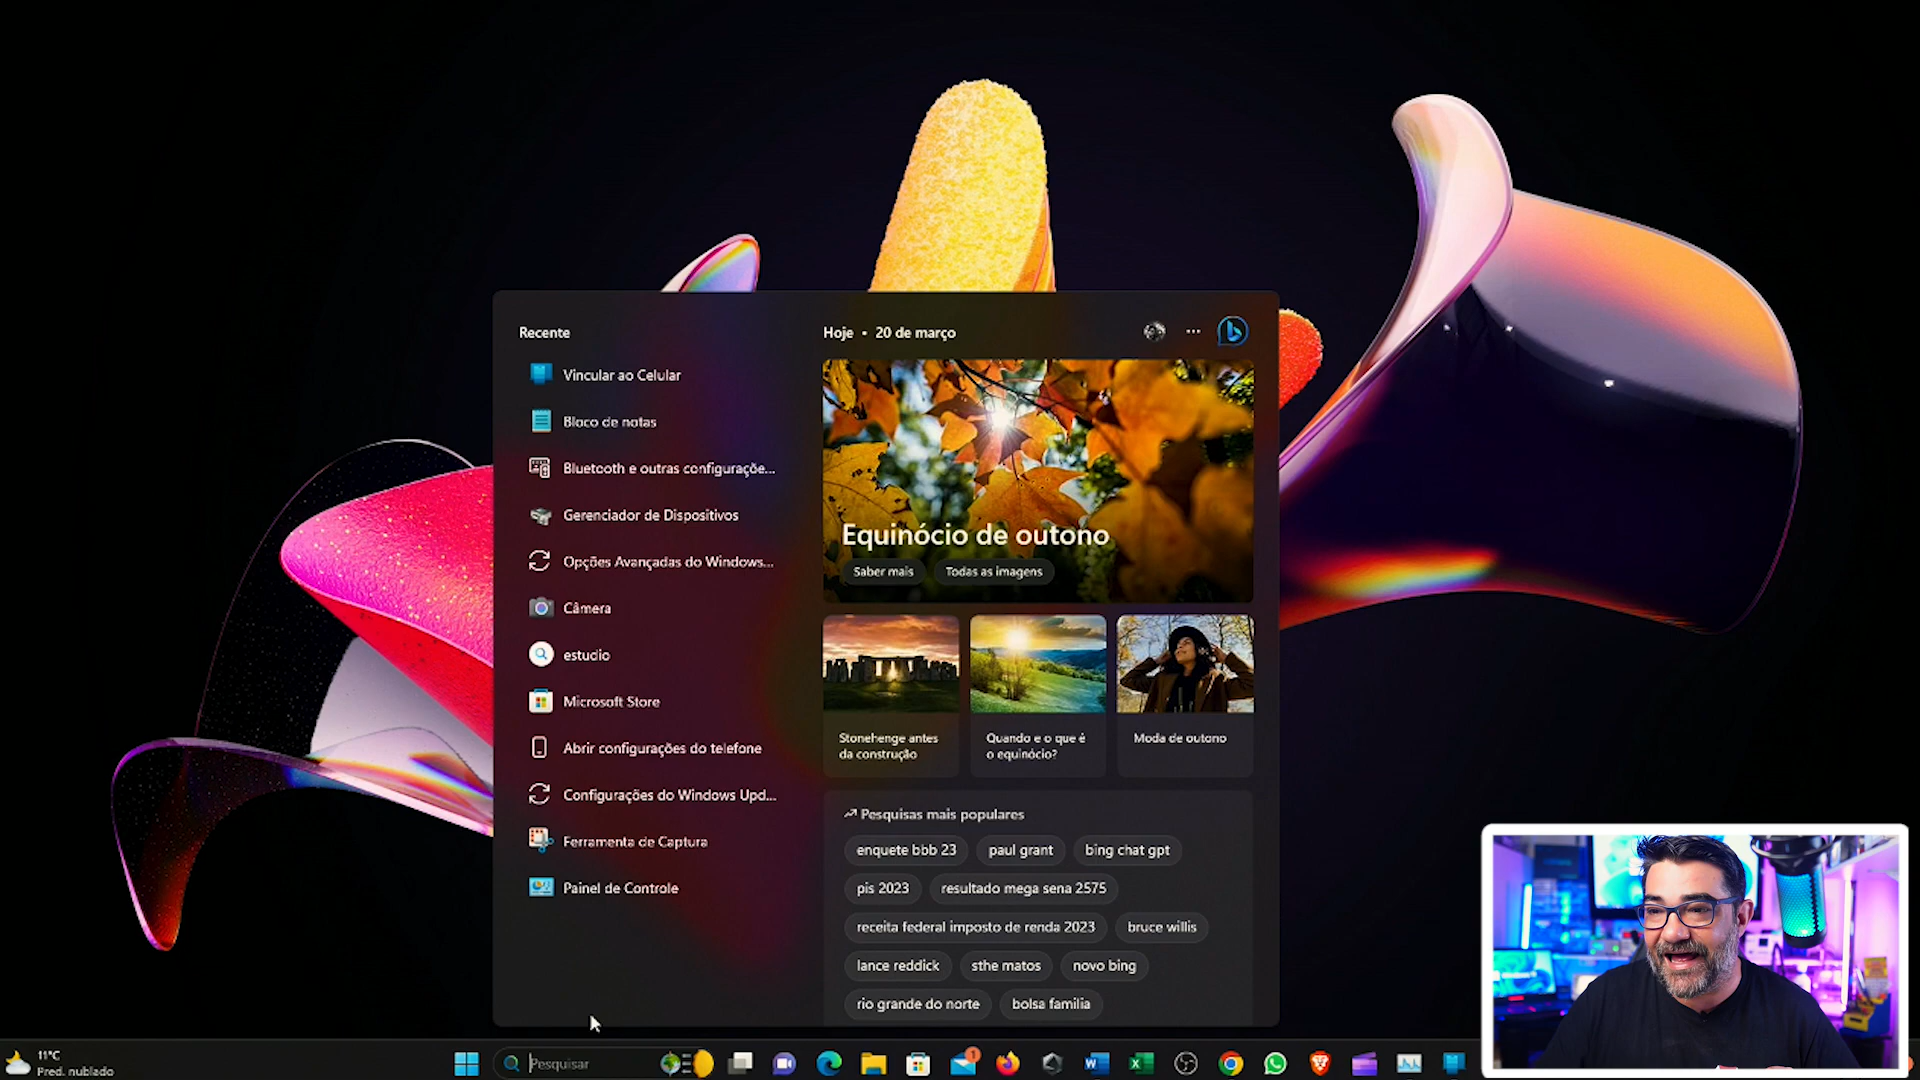 Recente
Vincular ao Celular
Bloco de notas
Bluetooth e outras configuraçõe...
Gerenciador de Dispositivos
Opções Avançadas do Windows...
Câmera
estudio
Microsoft Store
Abrir configurações do telefone
Configurações do Windows Upd...
Ferramenta de Captura
Painel de Controle
Hoje • 20 de março
Equinócio de outono
Saber mais
Todas as imagens
Stonehenge antes
da construção
Quando e o que é
o equinócio?
Moda de outono
Pesquisas mais populares
enquete bbb 23
paul grant
bing chat gpt
pis 2023
resultado mega sena 2575
receita federal imposto de renda 2023
bruce willis
lance reddick
sthe matos
novo bing
rio grande do norte
bolsa familia
11°C
Pred. nublado
Pesquisar
1